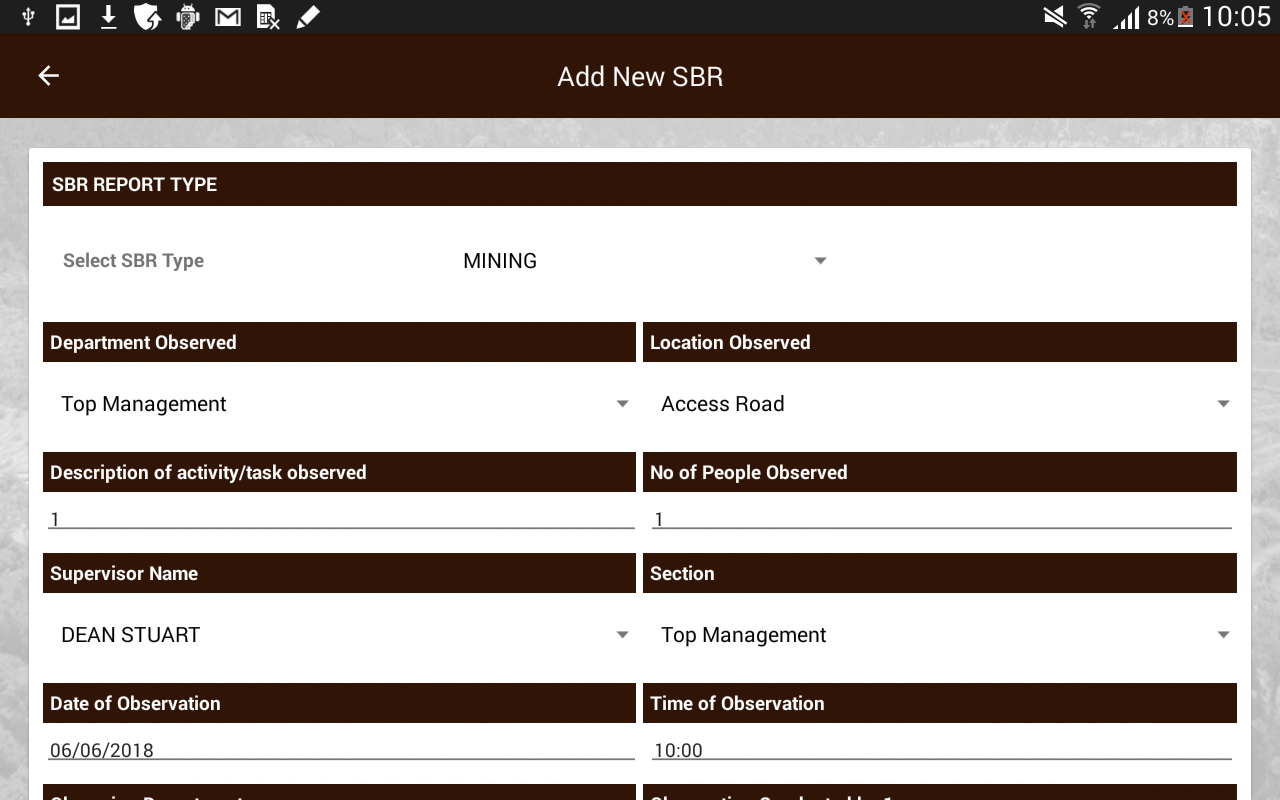 8% 10:05
Add New SBR
SBR REPORT TYPE
Select SBR Type MINING
Department Observed Location Observed
Top Management Access Road
Description of activity/task observed No of People Observed
1 1
Supervisor Name Section
DEAN STUART Top Management
Date of Observation Time of Observation
06/06/2018 10:00